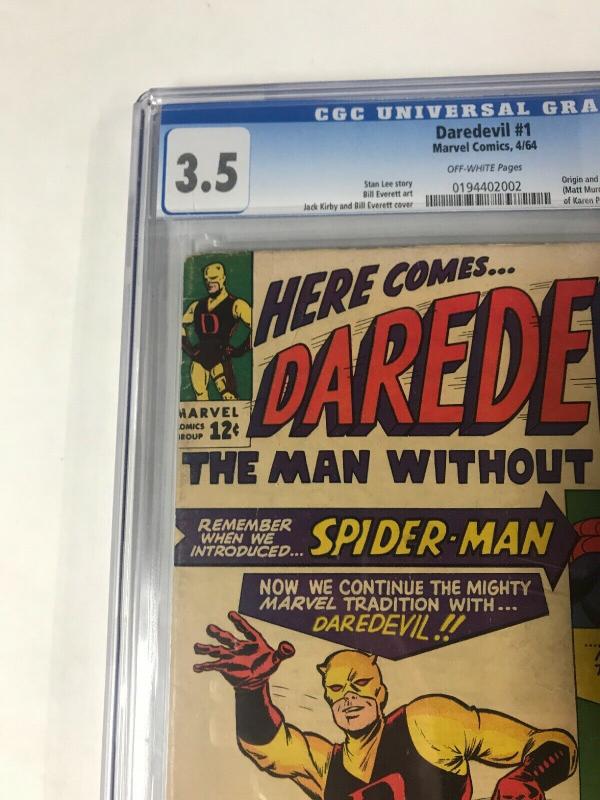 CGC UNIVERSAL GRA
3.5
Daredevil #1
Marvel Comics, 4/64
OFF-WHITE Pages
Stan Lee story
Bill Everett art
Jack Kirby and Bill Everett cover
0194402002
Origin and
(Matt Murd
of Karen P
HERE COMES...
DAREDE
MARVEL
COMICS
GROUP 12¢
THE MAN WITHOUT
REMEMBER
WHEN WE
INTRODUCED... SPIDER-MAN
NOW WE CONTINUE THE MIGHTY
MARVEL TRADITION WITH...
DAREDEVIL!!
D
D